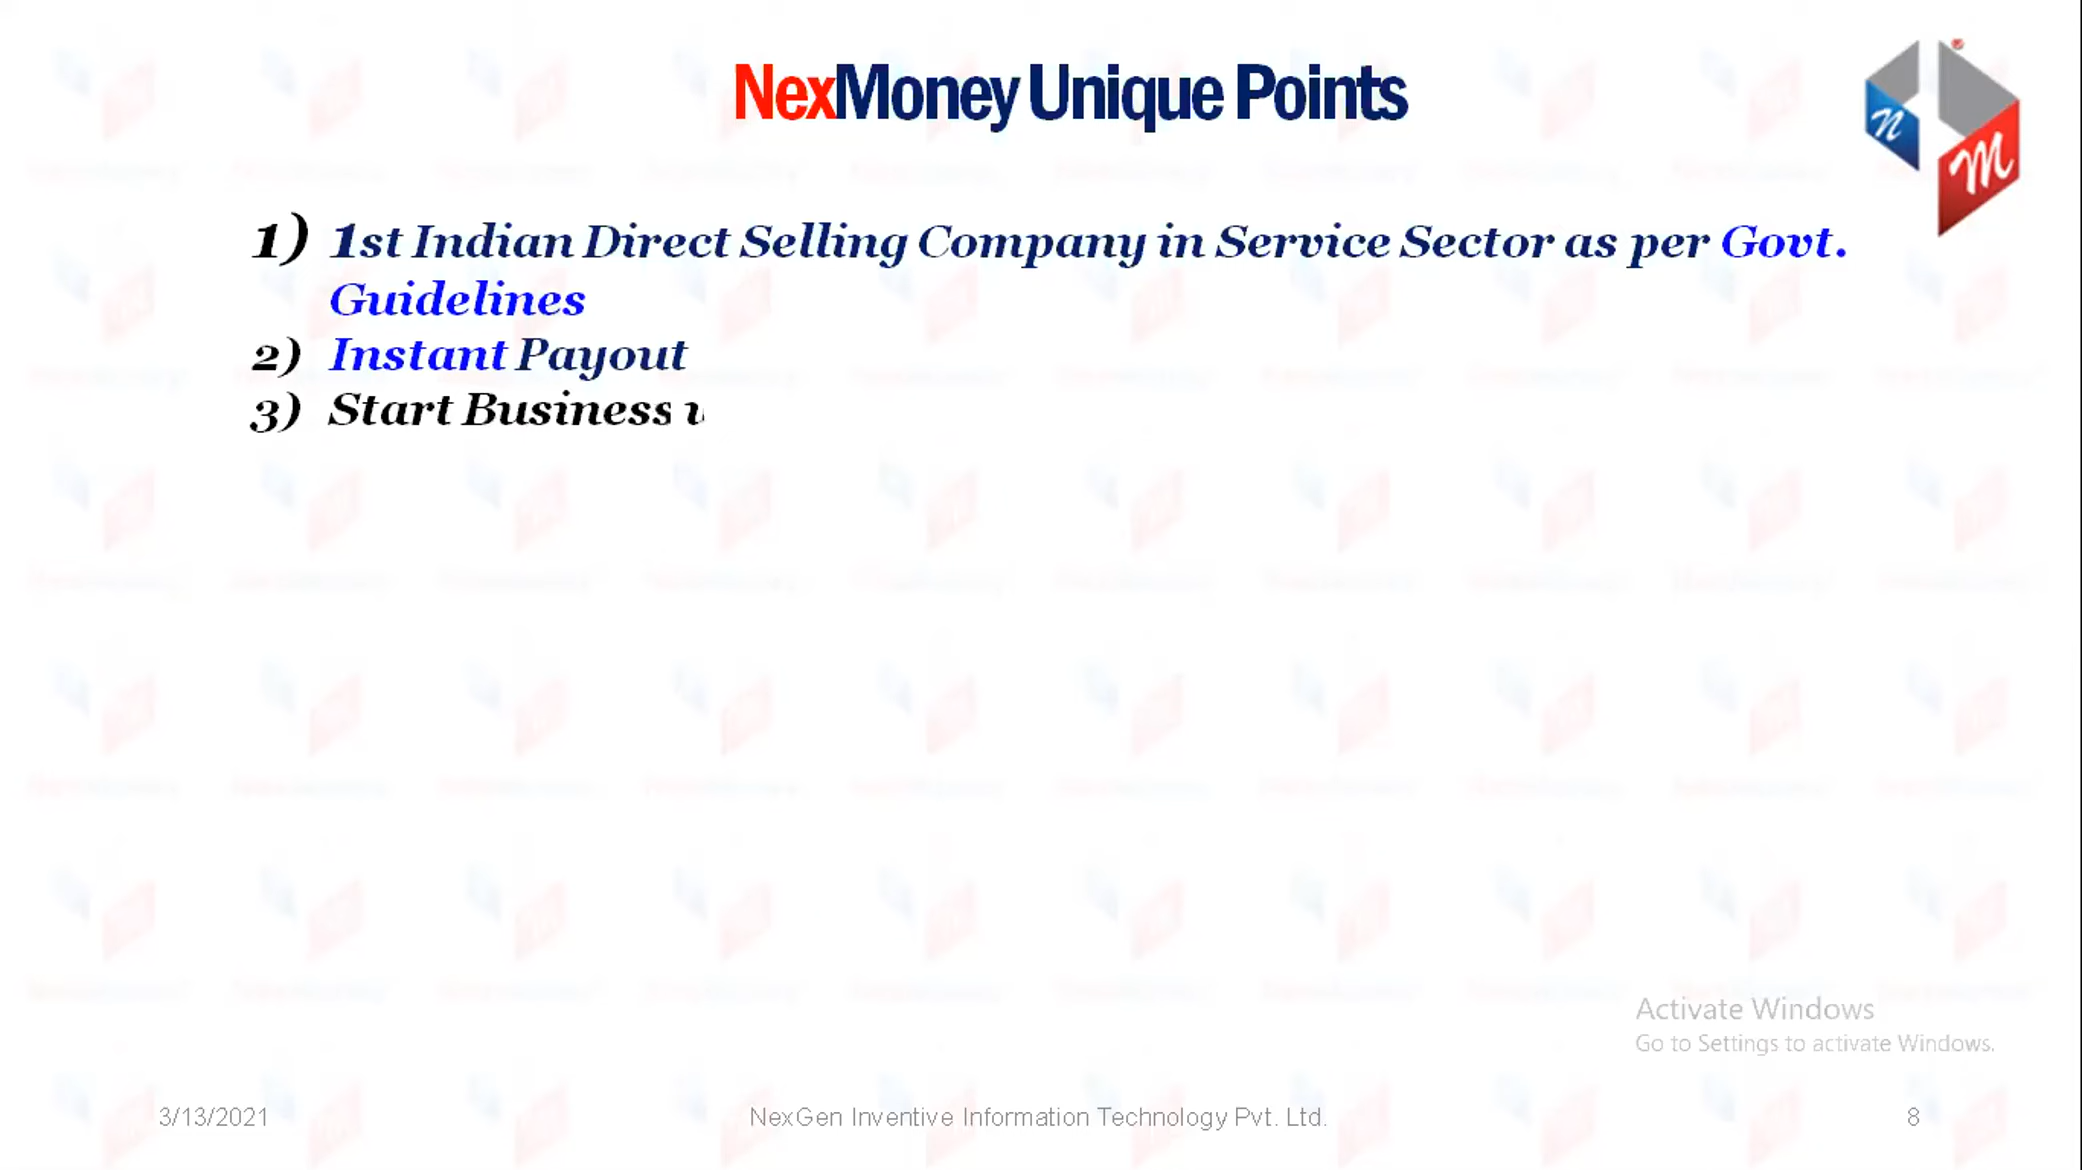 NexMoney Unique Points
n
M
1) 1st Indian Direct Selling Company in Service Sector as per Govt.
Guidelines
2) Instant Payout
3) Start Business
Activate Windows
Go to Settings to activate Windows.
3/13/2021
NexGen Inventive Information Technology Pvt. Ltd.
8